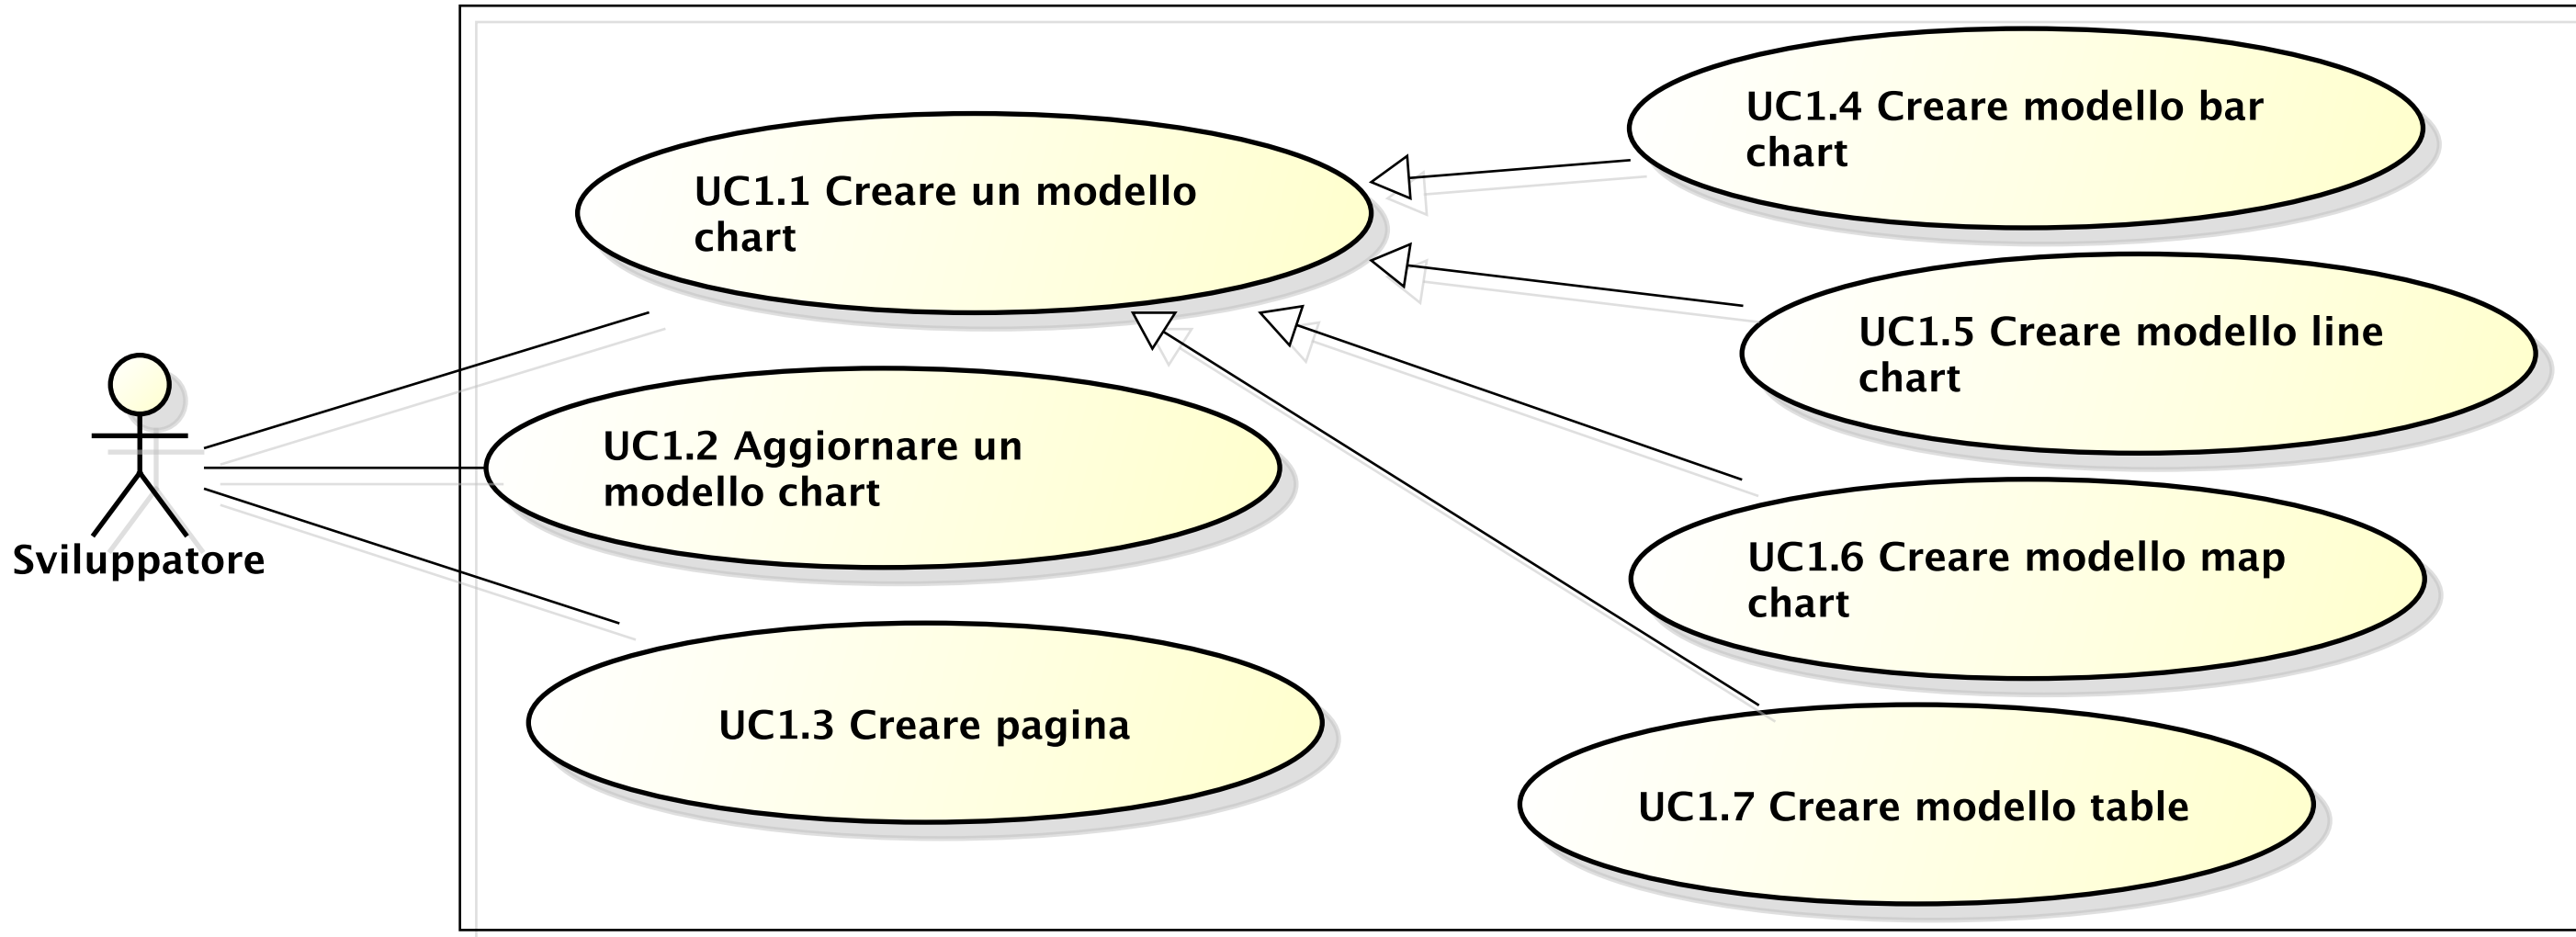 Sviluppatore
UC1.1 Creare un modello
chart
UC1.2 Aggiornare un
modello chart
UC1.3 Creare pagina
UC1.4 Creare modello bar
chart
UC1.5 Creare modello line
chart
UC1.6 Creare modello map
chart
UC1.7 Creare modello table